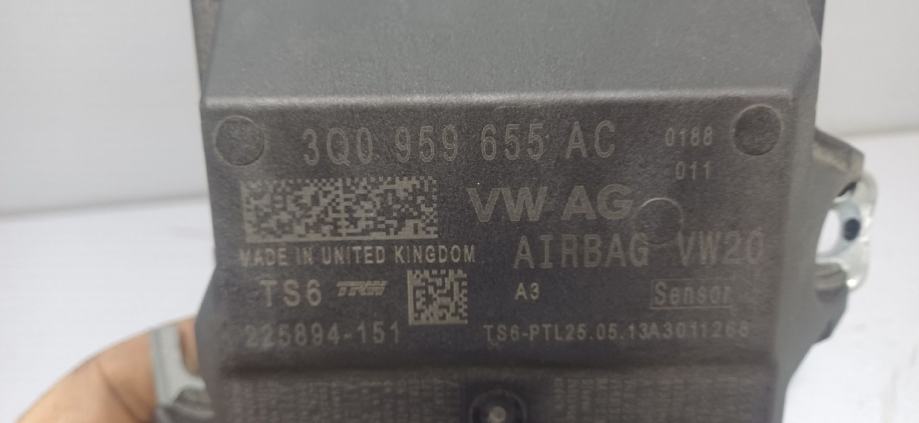 3Q0 959 655 AC 0188
011
VW AG
MADE IN UNITED KINGDOM
AIRBAG VW20
TS6 TRW A3 Sensor
225894-151 TS6-PTL25.05.13A3011268